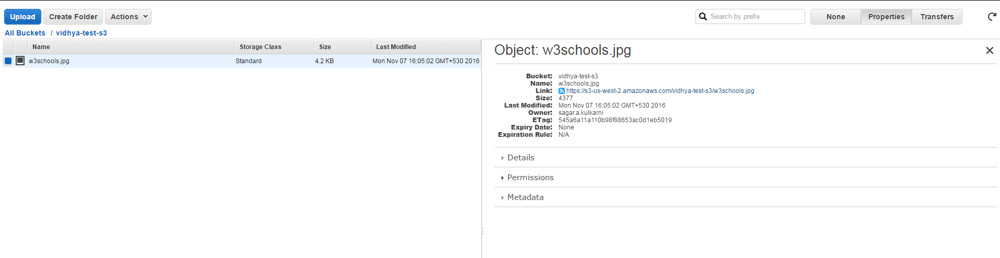 Upload Create Folder Actions Search by prefix None Properties Transfers
All Buckets / vidhya-test-s3
Name Storage Class Size Last Modified
w3schools.jpg Standard 4.2 KB Mon Nov 07 16:05:02 GMT+530 2016
Object: w3schools.jpg
Bucket: vidhya-test-s3
Name: w3schools.jpg
Link: https://s3-us-west-2.amazonaws.com/vidhya-test-s3/w3schools.jpg
Size: 4377
Last Modified: Mon Nov 07 16:05:02 GMT+530 2016
Owner: sagar.a.kulkarni
ETag: 545a6a11a110b98f88653ac0d1eb5019
Expiry Date: None
Expiration Rule: N/A
Details
Permissions
Metadata